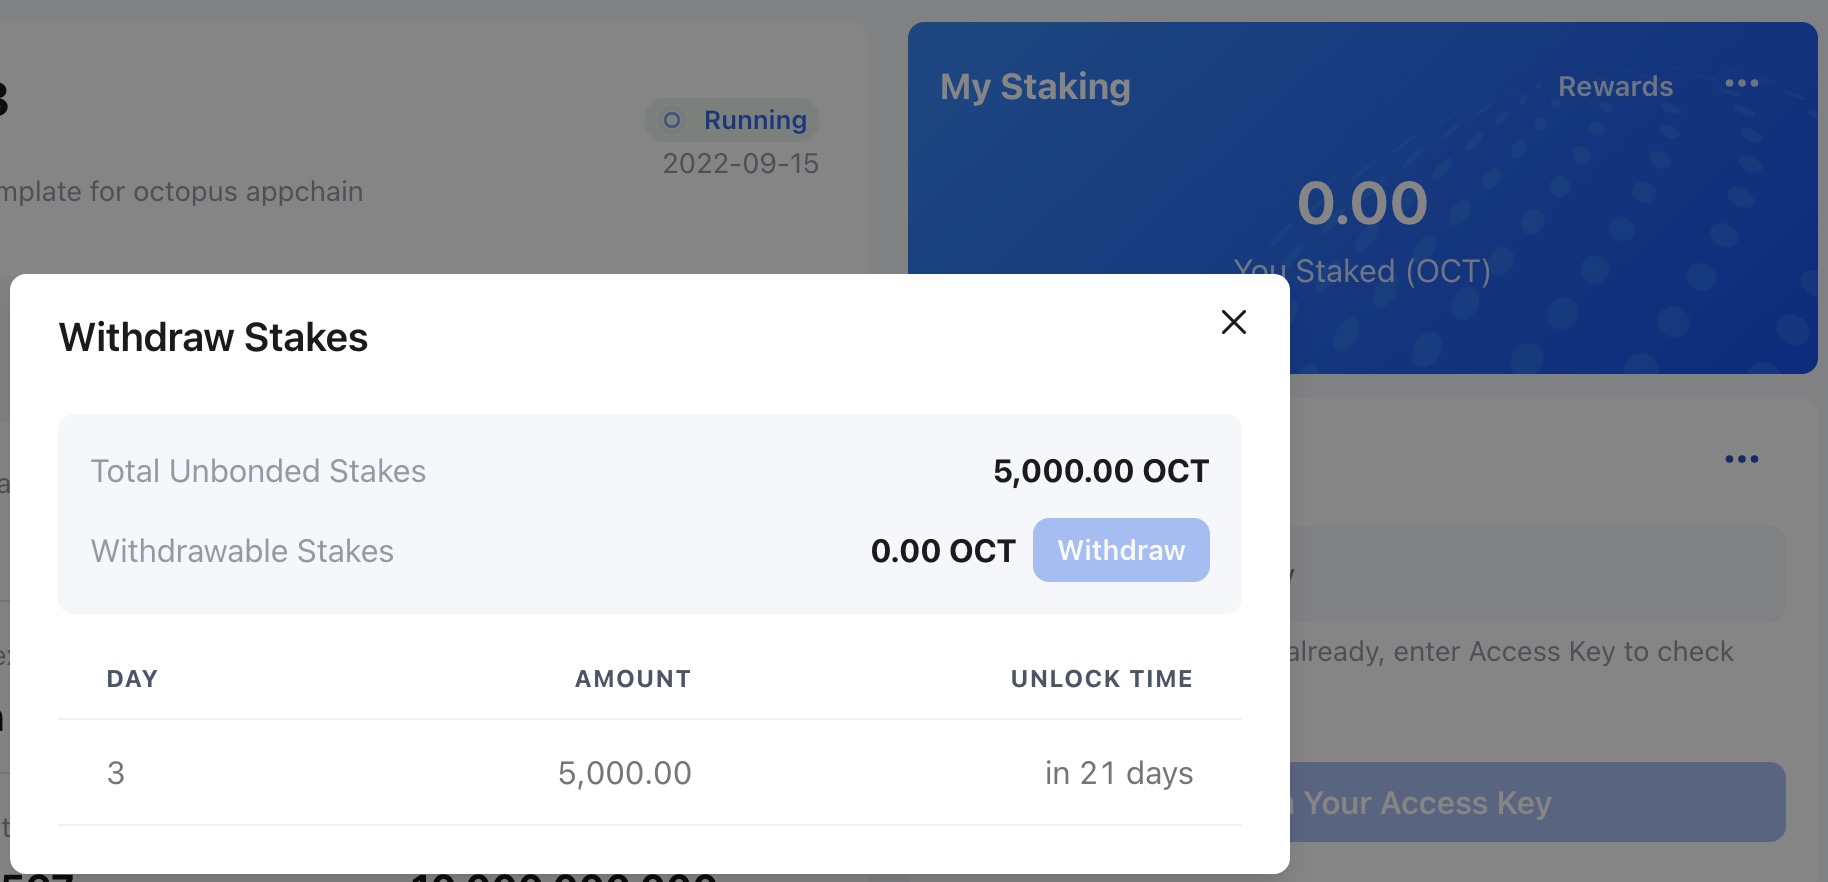 My Staking
Rewards
Running
2022-09-15
for octopus appchain
0.00
You Staked (OCT)
Withdraw Stakes
Total Unbonded Stakes
5,000.00 OCT
Withdrawable Stakes
0.00 OCT
Withdraw
DAY AMOUNT UNLOCK TIME
3 5,000.00 in 21 days
already, enter Access Key to check
Your Access Key